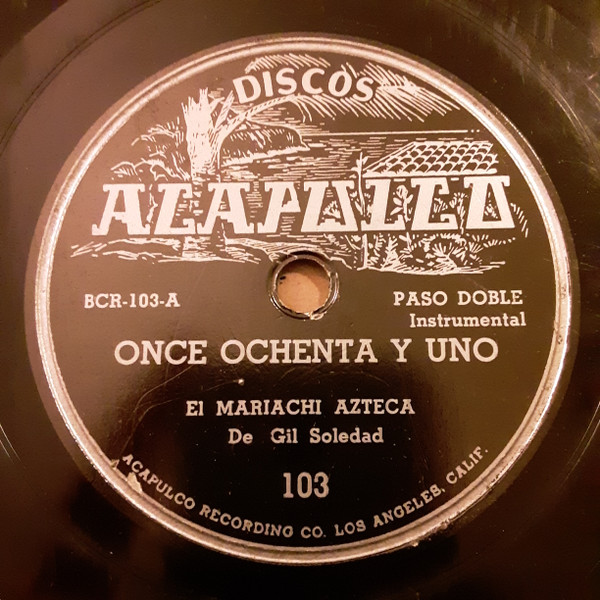 DISCOS
ACAPULCO
BCR-103-A
PASO DOBLE
Instrumental
ONCE OCHENTA Y UNO
El MARIACHI AZTECA
De Gil Soledad
103
ACAPULCO RECORDING CO. LOS ANGELES, CALIF.